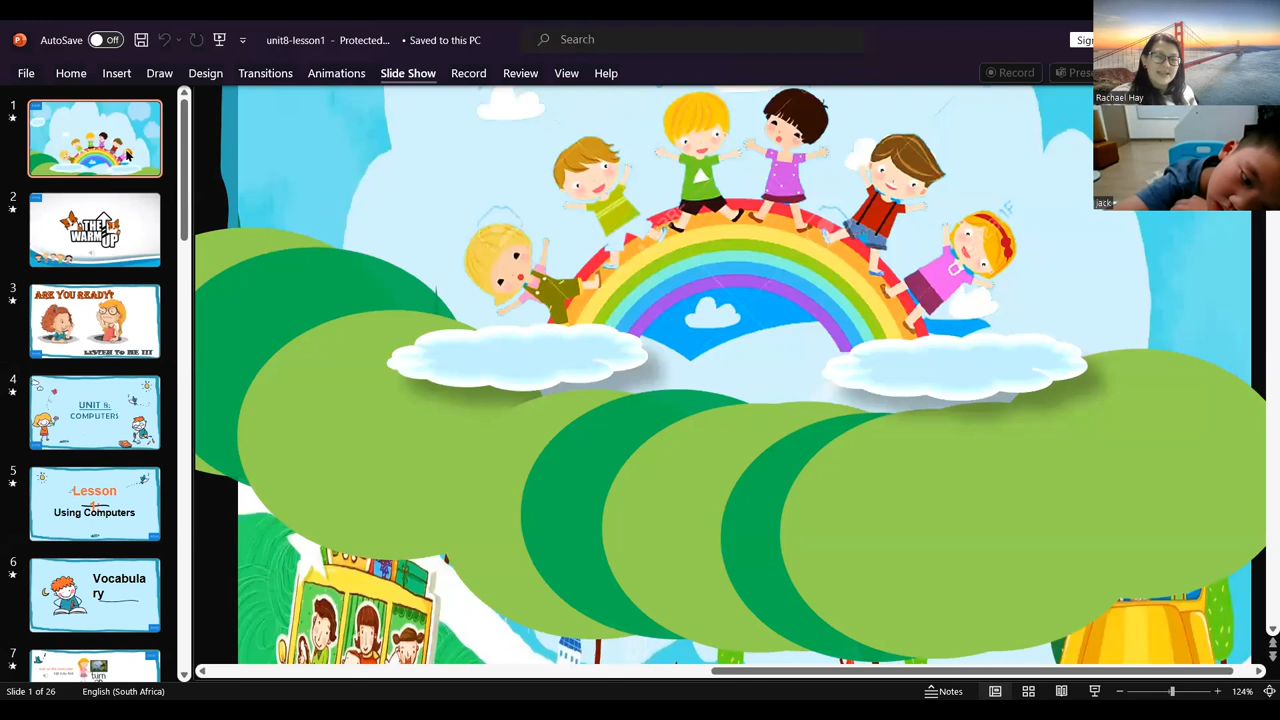 AutoSave Off unit8-lesson1 - Protected... • Saved to this PC Search Sig
File Home Insert Draw Design Transitions Animations Slide Show Record Review View Help Record Prese
Rachael Hay
jack
1
2
THE
WARM UP
3
ARE YOU READY?
LISTEN TO ME !!!
4
UNIT 8:
COMPUTERS
5
Lesson
Using Computers
6
Vocabula
ry
7
turn
Slide 1 of 26 English (South Africa) Notes 124%